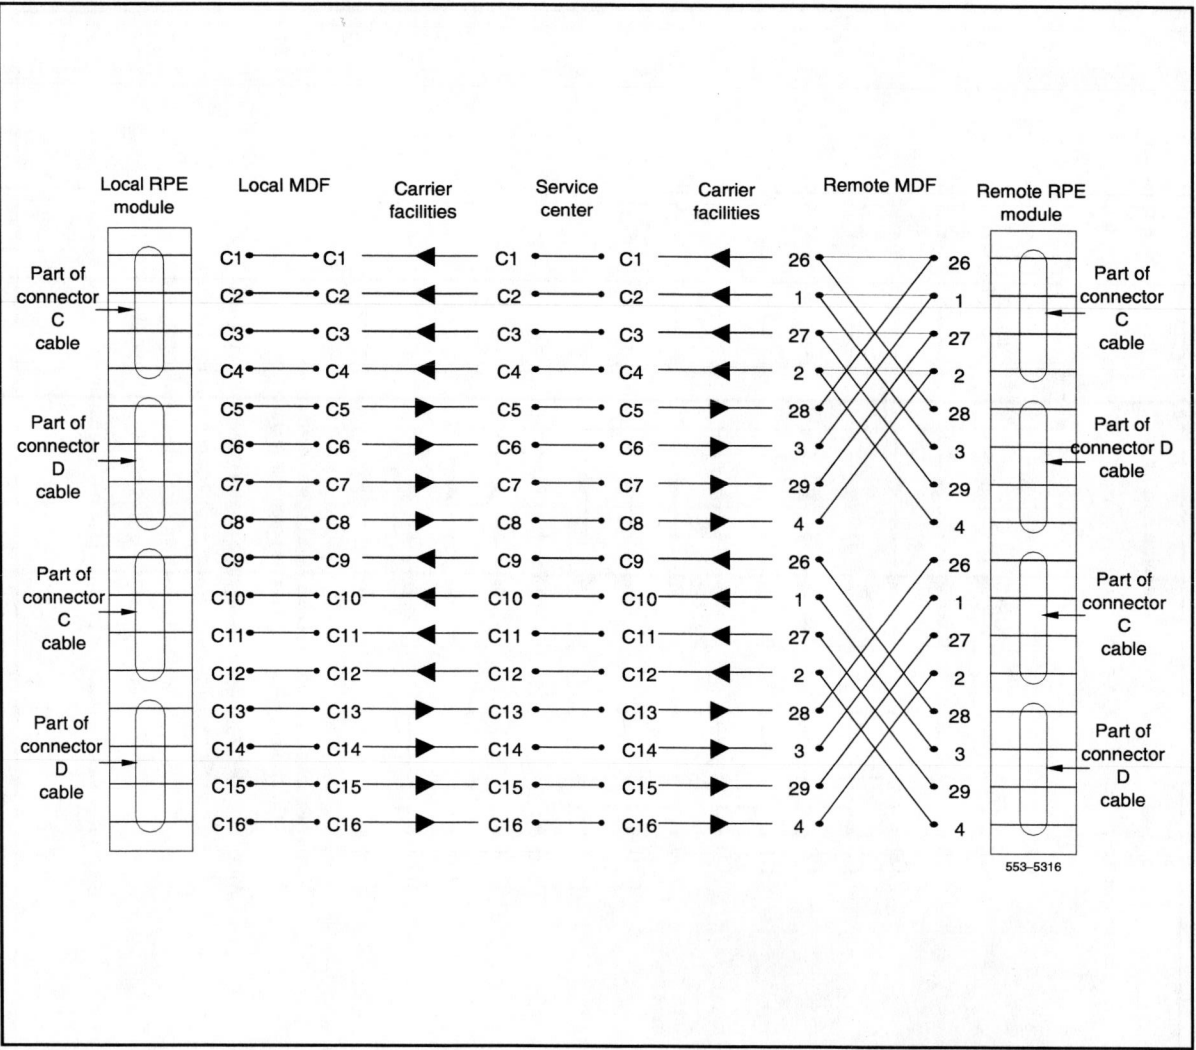 Local RPE
module
Local MDF
Carrier
facilities
Service
center
Carrier
facilities
Remote MDF
Remote RPE
module
Part of
connector
C
cable
Part of
connector
D
cable
Part of
connector
C
cable
Part of
connector
D
cable
C1 C1 C1 C1 26 26
C2 C2 C2 C2 1 1
C3 C3 C3 C3 27 27
C4 C4 C4 C4 2 2
C5 C5 C5 C5 28 28
C6 C6 C6 C6 3 3
C7 C7 C7 C7 29 29
C8 C8 C8 C8 4 4
C9 C9 C9 C9 26 26
C10 C10 C10 C10 1 1
C11 C11 C11 C11 27 27
C12 C12 C12 C12 2 2
C13 C13 C13 C13 28 28
C14 C14 C14 C14 3 3
C15 C15 C15 C15 29 29
C16 C16 C16 C16 4 4
Part of
connector
C
cable
Part of
connector D
cable
Part of
connector
C
cable
Part of
connector
D
cable
553–5316